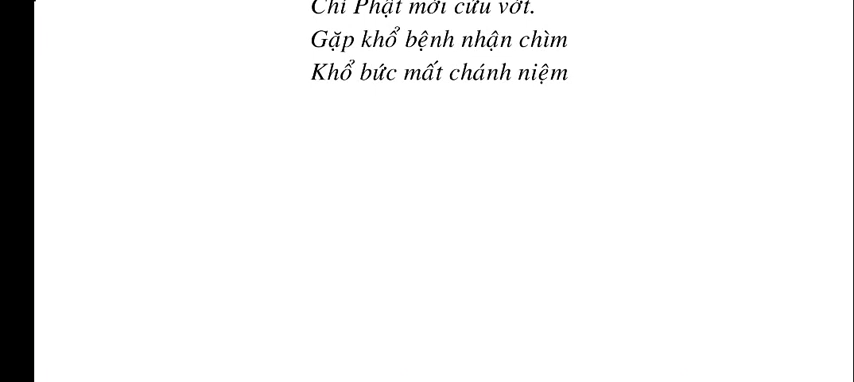 Chỉ Phật mới cứu vớt.
Gặp khổ bệnh nhận chìm
Khổ bức mất chánh niệm